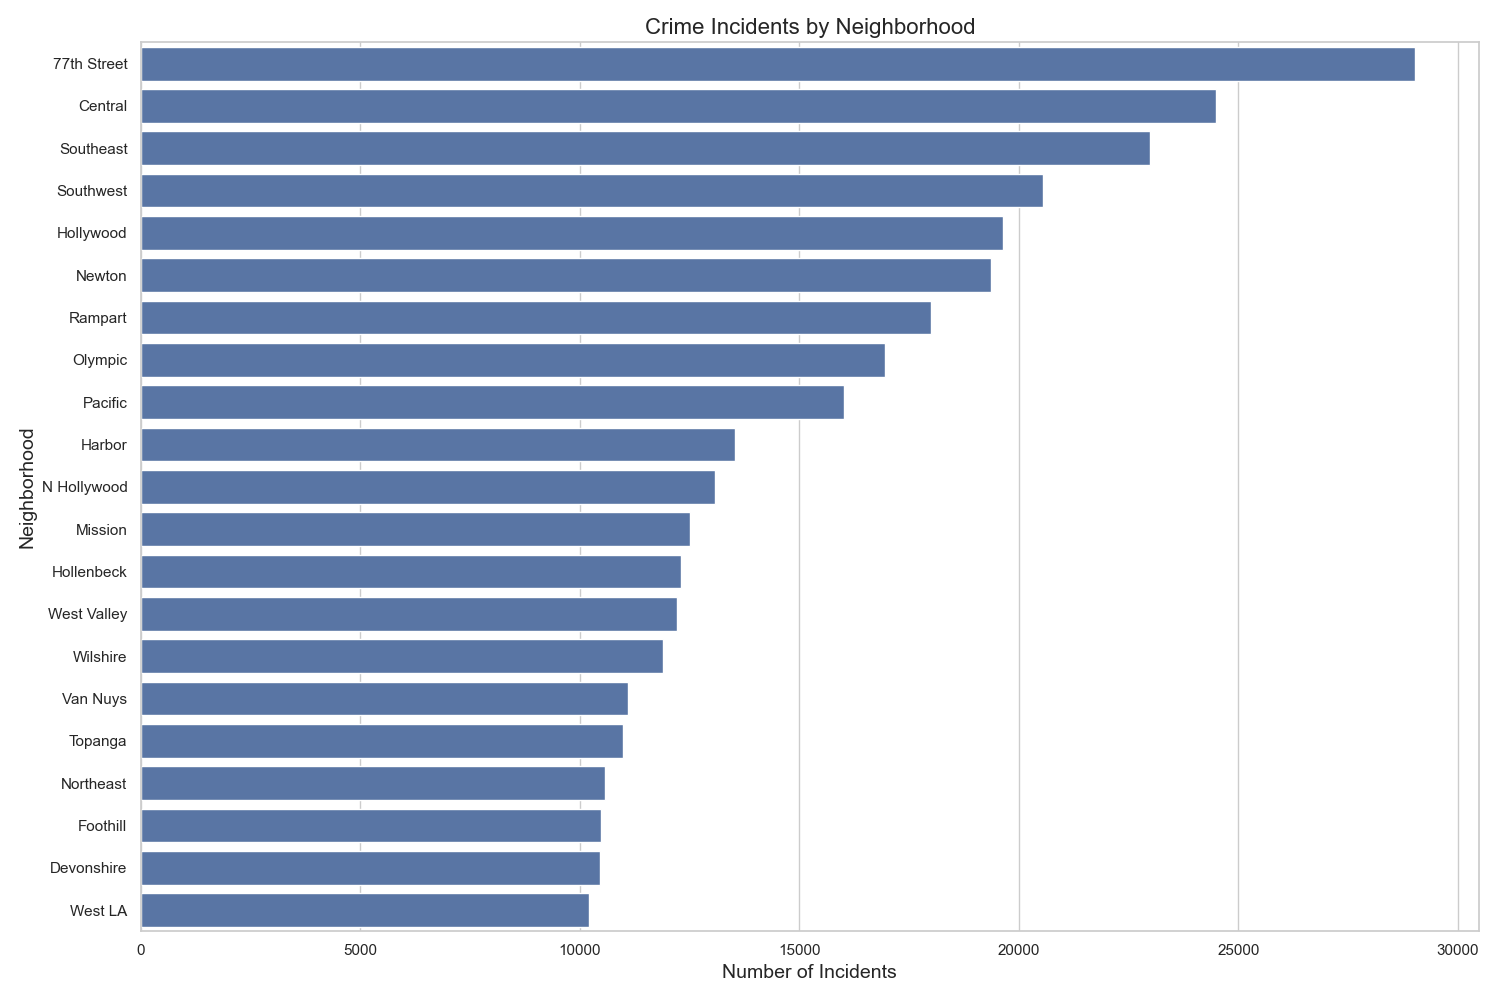 Crime Incidents by Neighborhood
Neighborhood
77th Street
Central
Southeast
Southwest
Hollywood
Newton
Rampart
Olympic
Pacific
Harbor
N Hollywood
Mission
Hollenbeck
West Valley
Wilshire
Van Nuys
Topanga
Northeast
Foothill
Devonshire
West LA
0 5000 10000 15000 20000 25000 30000
Number of Incidents